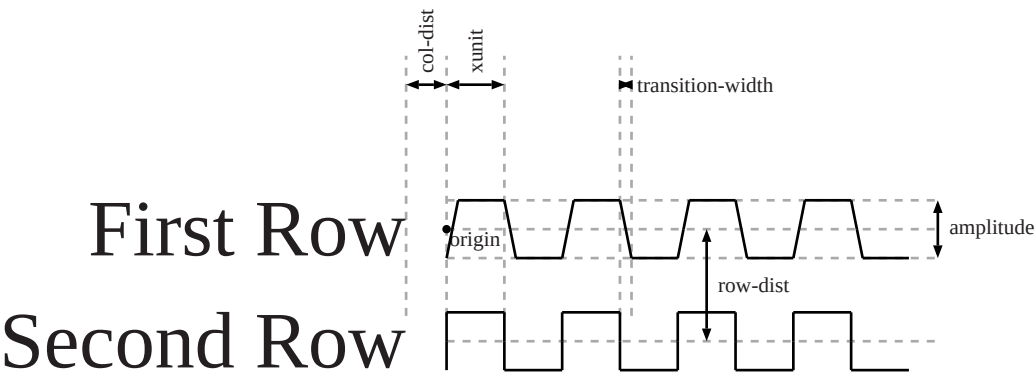 col-dist
xunit
transition-width
First Row
origin
amplitude
row-dist
Second Row